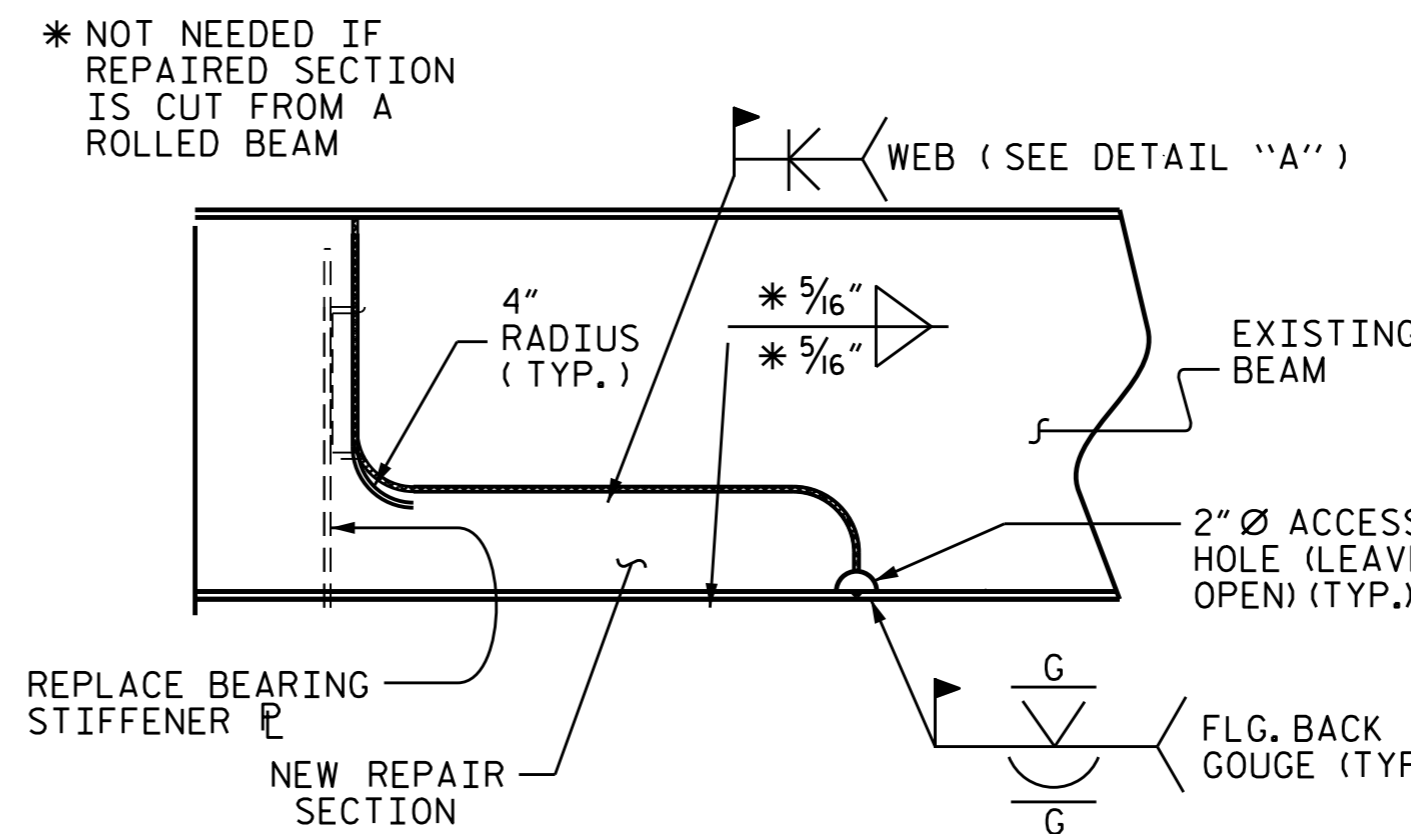 * NOT NEEDED IF
REPAIRED SECTION
IS CUT FROM A
ROLLED BEAM
WEB (SEE DETAIL "A")
* 5/16"
* 5/16"
4"
RADIUS
(TYP.)
EXISTING
BEAM
2" Ø ACCESS
HOLE (LEAVE
OPEN) (TYP.)
REPLACE BEARING
STIFFENER ⅊
NEW REPAIR
SECTION
G
G
FLG. BACK
GOUGE (TYP